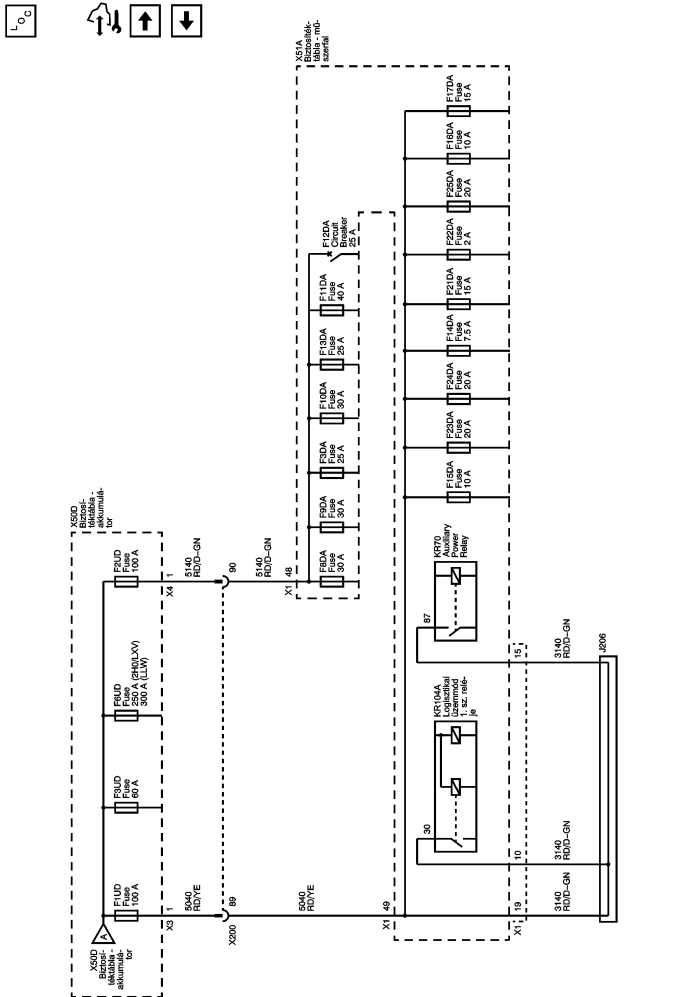 LOC
X51A
Biztosíték-
tábla - mű-
szerfal
F17DA
Fuse
15 A
F16DA
Fuse
10 A
F25DA
Fuse
20 A
F22DA
Fuse
2 A
F21DA
Fuse
15 A
F14DA
Fuse
7.5 A
F24DA
Fuse
20 A
F23DA
Fuse
20 A
F15DA
Fuse
10 A
F12DA
Circuit
Breaker
25 A
F11DA
Fuse
40 A
F13DA
Fuse
25 A
F10DA
Fuse
30 A
F3DA
Fuse
25 A
F9DA
Fuse
30 A
F8DA
Fuse
30 A
X50D
Biztosí-
téktábla -
akkumulá-
tor
F2UD
Fuse
100 A
F6UD
Fuse
250 A (2H0/LXV)
300 A (LLW)
F3UD
Fuse
60 A
F1UD
Fuse
100 A
A
X50D
Biztosí-
téktábla -
akkumulá-
tor
1
X4
5140
RD/D-GN
90
5140
RD/D-GN
48
X1
1
X3
5040
RD/YE
89
X200
5040
RD/YE
49
X1
KR70
Auxiliary
Power
Relay
87
KR104A
Logisztikai
üzemmód
1. sz. relé-
je
30
15
3140
RD/D-GN
10
3140
RD/D-GN
19
X1
3140
RD/D-GN
J206